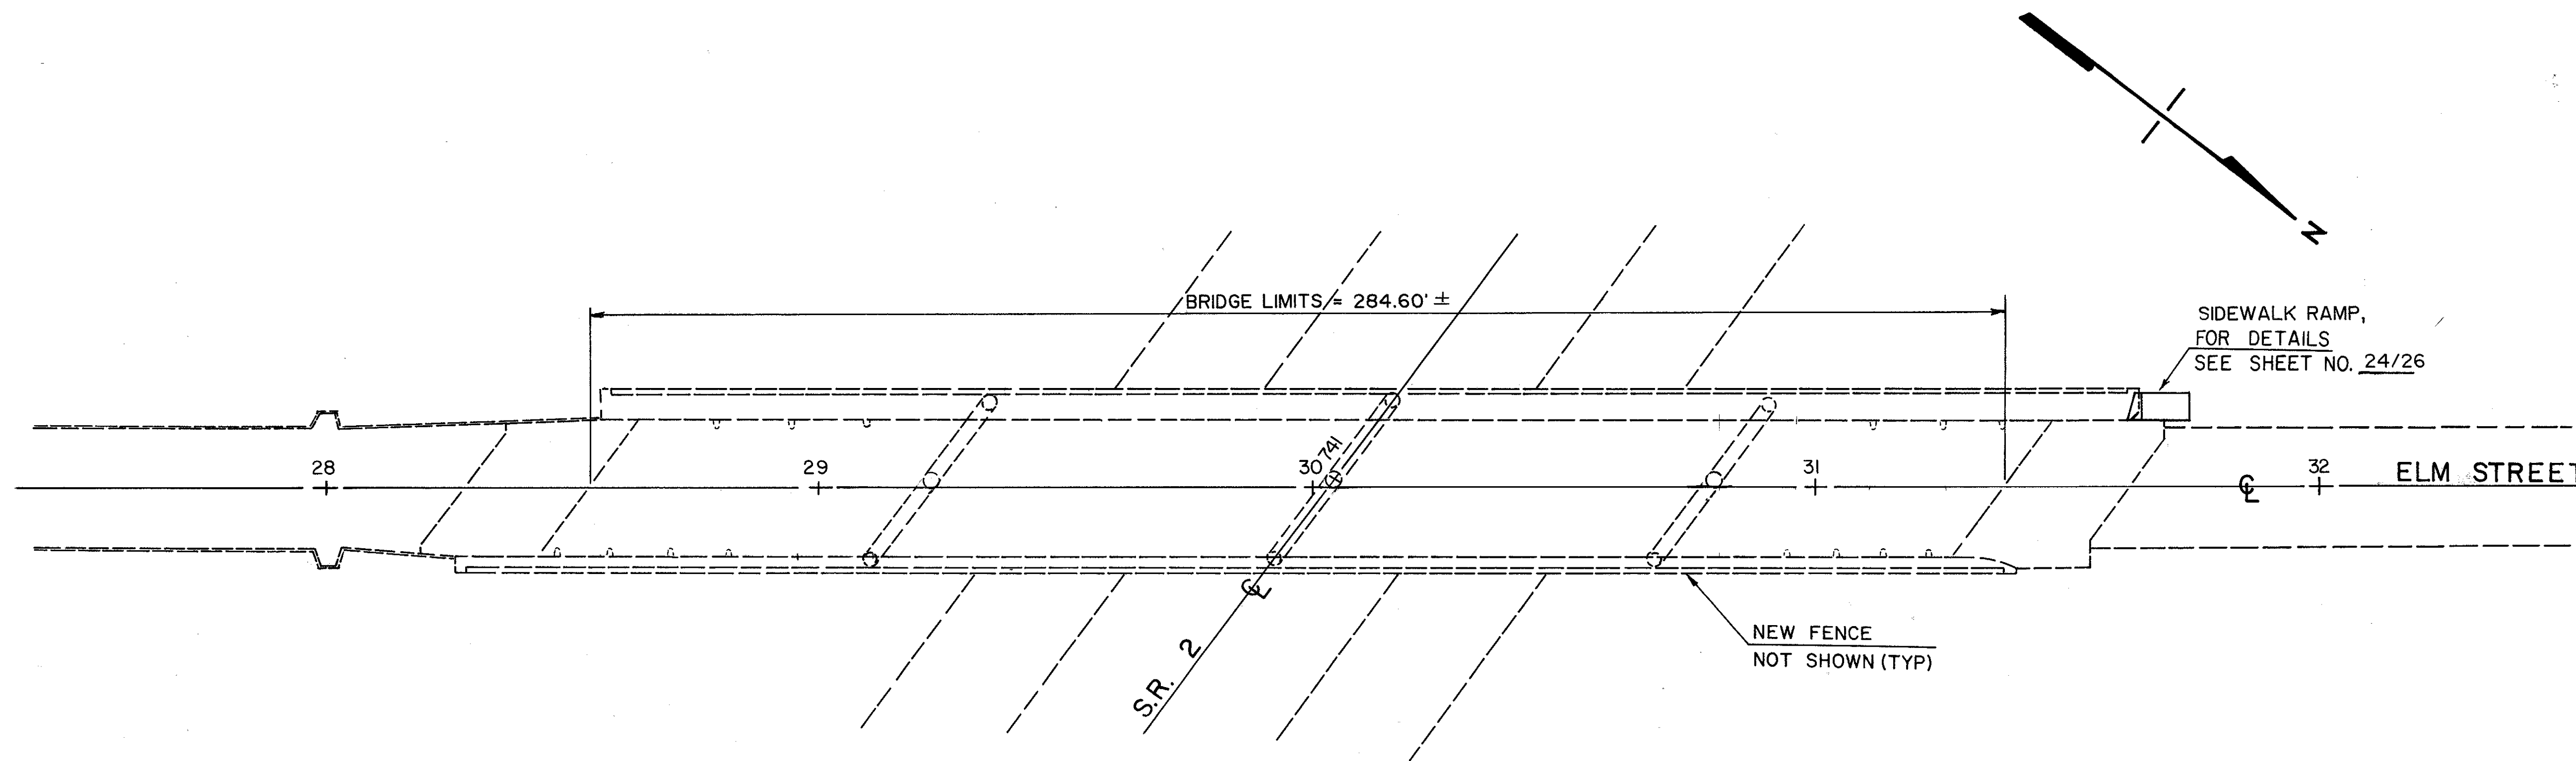 N
BRIDGE LIMITS = 284.60' ±
SIDEWALK RAMP,
FOR DETAILS
SEE SHEET NO. 24/26
28
29
30
741
31
32
℄
ELM STREET
℄
S.R. 2
NEW FENCE
NOT SHOWN (TYP)